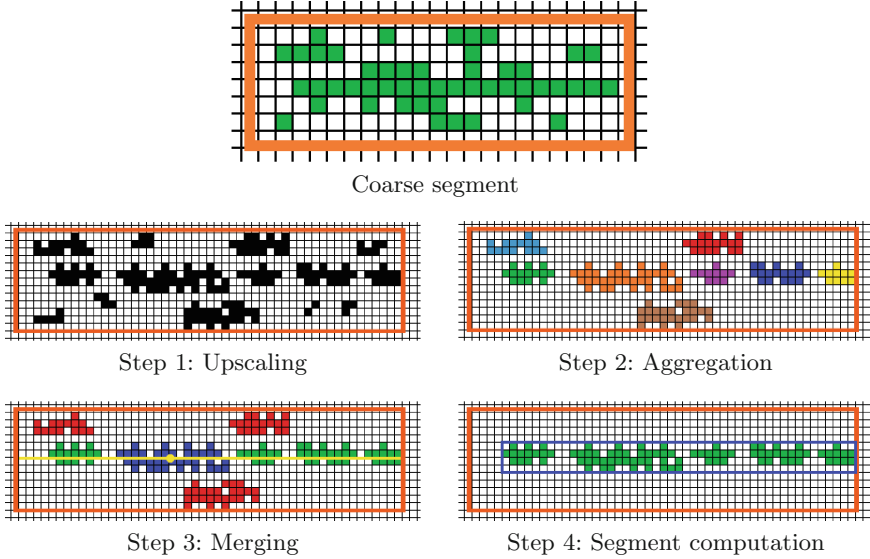 Coarse segment
Step 1: Upscaling
Step 2: Aggregation
Step 3: Merging
Step 4: Segment computation